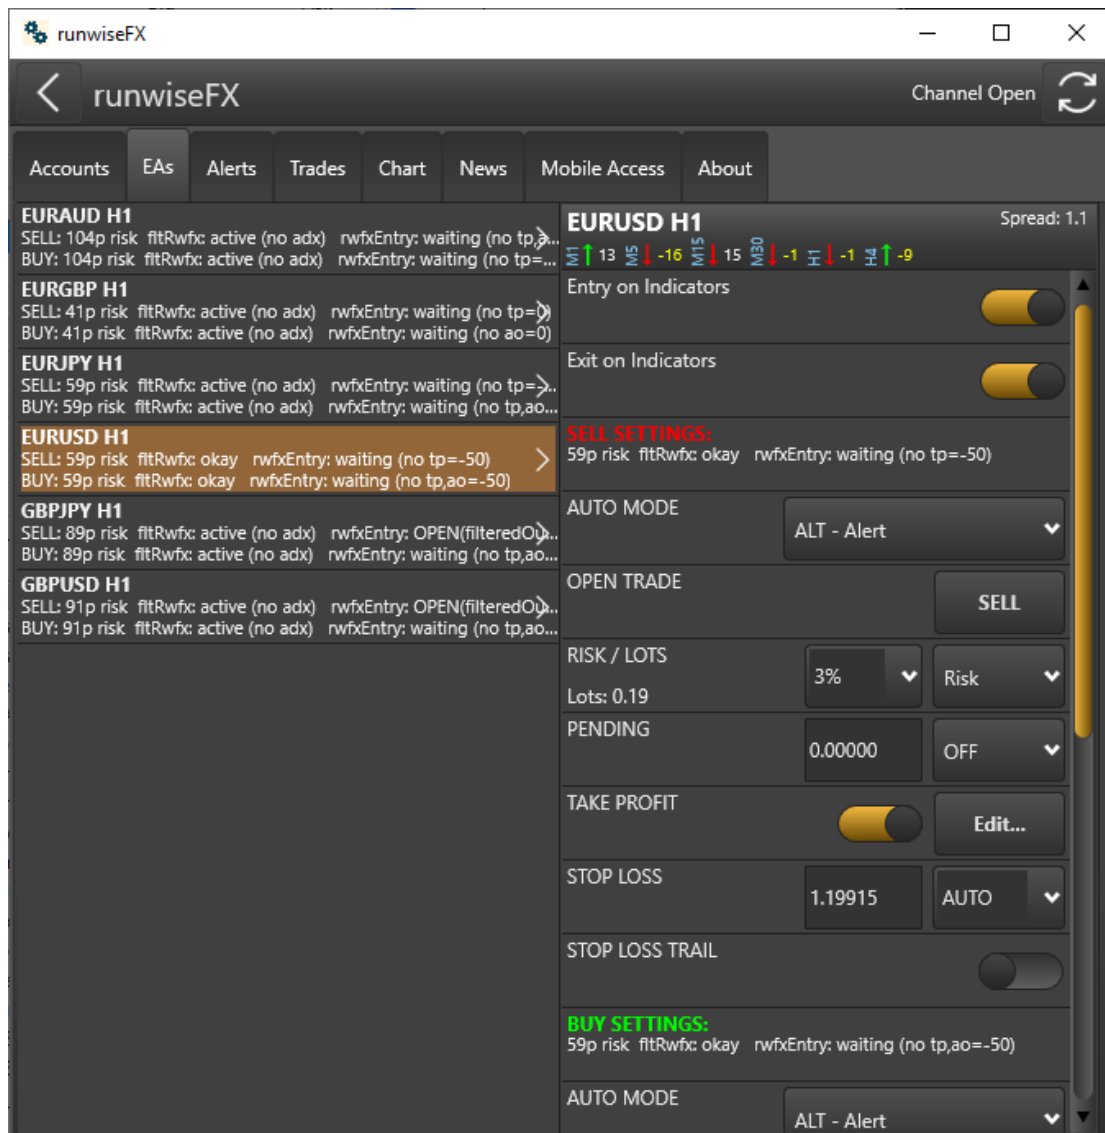 runwiseFX
runwiseFX
Channel Open
Accounts EAs Alerts Trades Chart News Mobile Access About
EURAUD H1
SELL: 104p risk fltRwfx: active (no adx) rwfxEntry: waiting (no tp,a...
BUY: 104p risk fltRwfx: active (no adx) rwfxEntry: waiting (no tp=...
EURGBP H1
SELL: 41p risk fltRwfx: active (no adx) rwfxEntry: waiting (no tp=0)
BUY: 41p risk fltRwfx: active (no adx) rwfxEntry: waiting (no ao=0)
EURJPY H1
SELL: 59p risk fltRwfx: active (no adx) rwfxEntry: waiting (no tp=-...
BUY: 59p risk fltRwfx: active (no adx) rwfxEntry: waiting (no tp,ao...
EURUSD H1
SELL: 59p risk fltRwfx: okay rwfxEntry: waiting (no tp=-50)
BUY: 59p risk fltRwfx: okay rwfxEntry: waiting (no tp,ao=-50)
GBPJPY H1
SELL: 89p risk fltRwfx: active (no adx) rwfxEntry: OPEN(filteredOu...
BUY: 89p risk fltRwfx: active (no adx) rwfxEntry: waiting (no tp,ao...
GBPUSD H1
SELL: 91p risk fltRwfx: active (no adx) rwfxEntry: OPEN(filteredOu...
BUY: 91p risk fltRwfx: active (no adx) rwfxEntry: waiting (no tp,ao...
EURUSD H1 Spread: 1.1
M1 13 M5 -16 M15 15 M30 -1 H1 -1 H4 -9
Entry on Indicators
Exit on Indicators
SELL SETTINGS:
59p risk fltRwfx: okay rwfxEntry: waiting (no tp=-50)
AUTO MODE
ALT - Alert
OPEN TRADE
SELL
RISK / LOTS
3% Risk
Lots: 0.19
PENDING
0.00000 OFF
TAKE PROFIT
Edit...
STOP LOSS
1.19915 AUTO
STOP LOSS TRAIL
BUY SETTINGS:
59p risk fltRwfx: okay rwfxEntry: waiting (no tp,ao=-50)
AUTO MODE
ALT - Alert